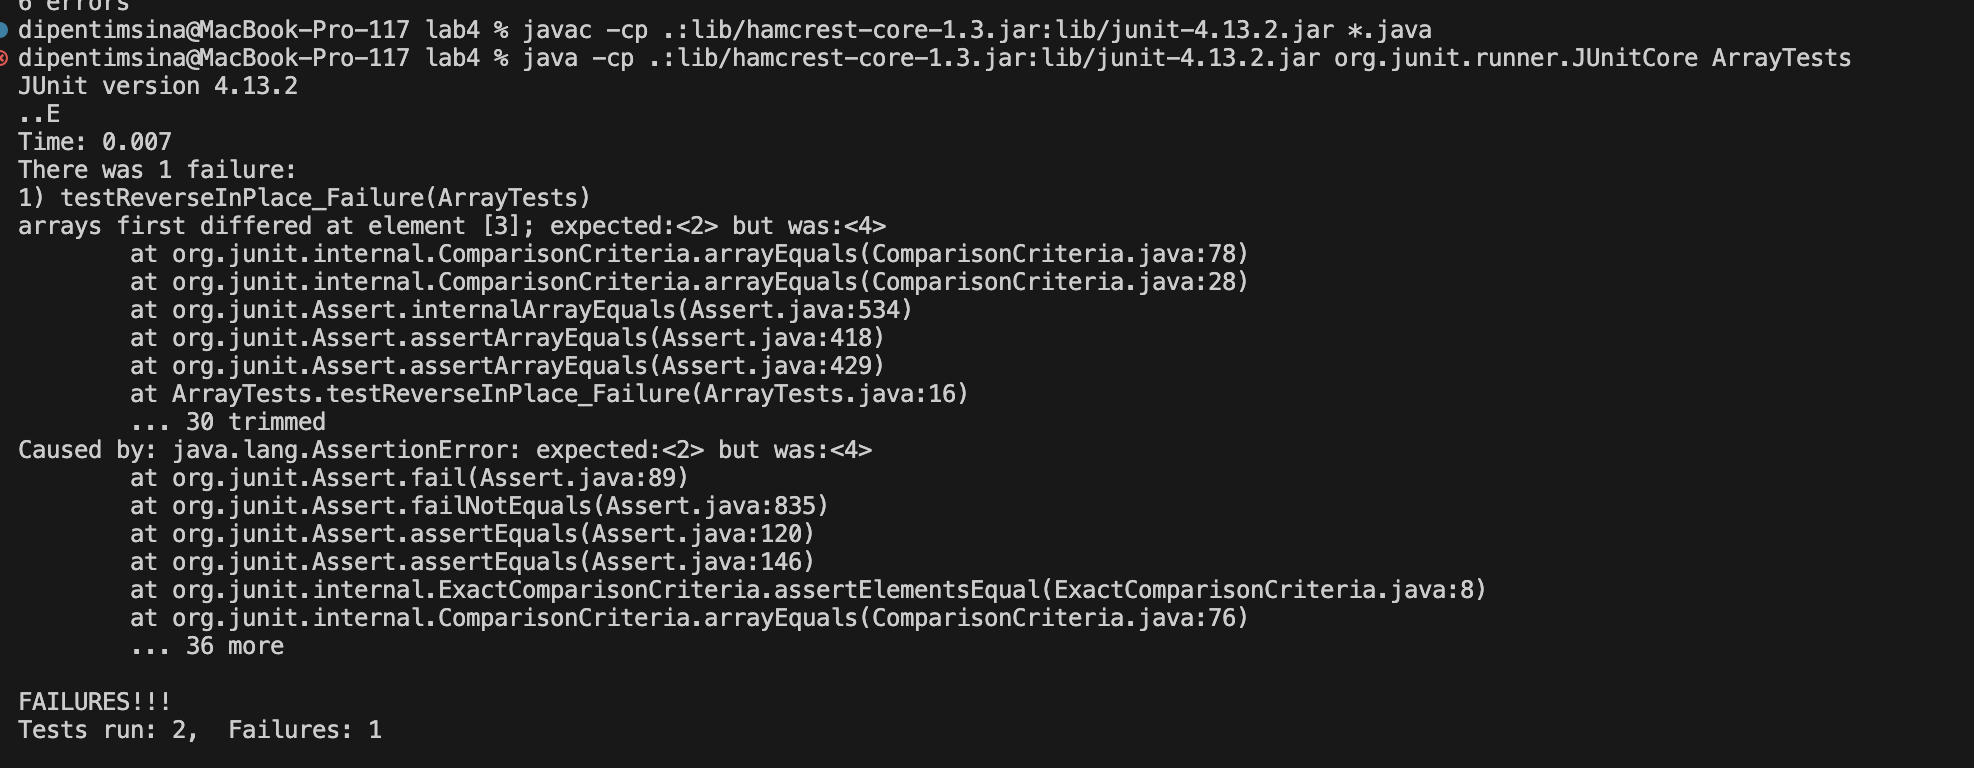 6 errors
dipentimsina@MacBook-Pro-117 lab4 % javac -cp .:lib/hamcrest-core-1.3.jar:lib/junit-4.13.2.jar *.java
dipentimsina@MacBook-Pro-117 lab4 % java -cp .:lib/hamcrest-core-1.3.jar:lib/junit-4.13.2.jar org.junit.runner.JUnitCore ArrayTests
JUnit version 4.13.2
..E
Time: 0.007
There was 1 failure:
1) testReverseInPlace_Failure(ArrayTests)
arrays first differed at element [3]; expected:<2> but was:<4>
        at org.junit.internal.ComparisonCriteria.arrayEquals(ComparisonCriteria.java:78)
        at org.junit.internal.ComparisonCriteria.arrayEquals(ComparisonCriteria.java:28)
        at org.junit.Assert.internalArrayEquals(Assert.java:534)
        at org.junit.Assert.assertArrayEquals(Assert.java:418)
        at org.junit.Assert.assertArrayEquals(Assert.java:429)
        at ArrayTests.testReverseInPlace_Failure(ArrayTests.java:16)
        ... 30 trimmed
Caused by: java.lang.AssertionError: expected:<2> but was:<4>
        at org.junit.Assert.fail(Assert.java:89)
        at org.junit.Assert.failNotEquals(Assert.java:835)
        at org.junit.Assert.assertEquals(Assert.java:120)
        at org.junit.Assert.assertEquals(Assert.java:146)
        at org.junit.internal.ExactComparisonCriteria.assertElementsEqual(ExactComparisonCriteria.java:8)
        at org.junit.internal.ComparisonCriteria.arrayEquals(ComparisonCriteria.java:76)
        ... 36 more

FAILURES!!!
Tests run: 2,  Failures: 1